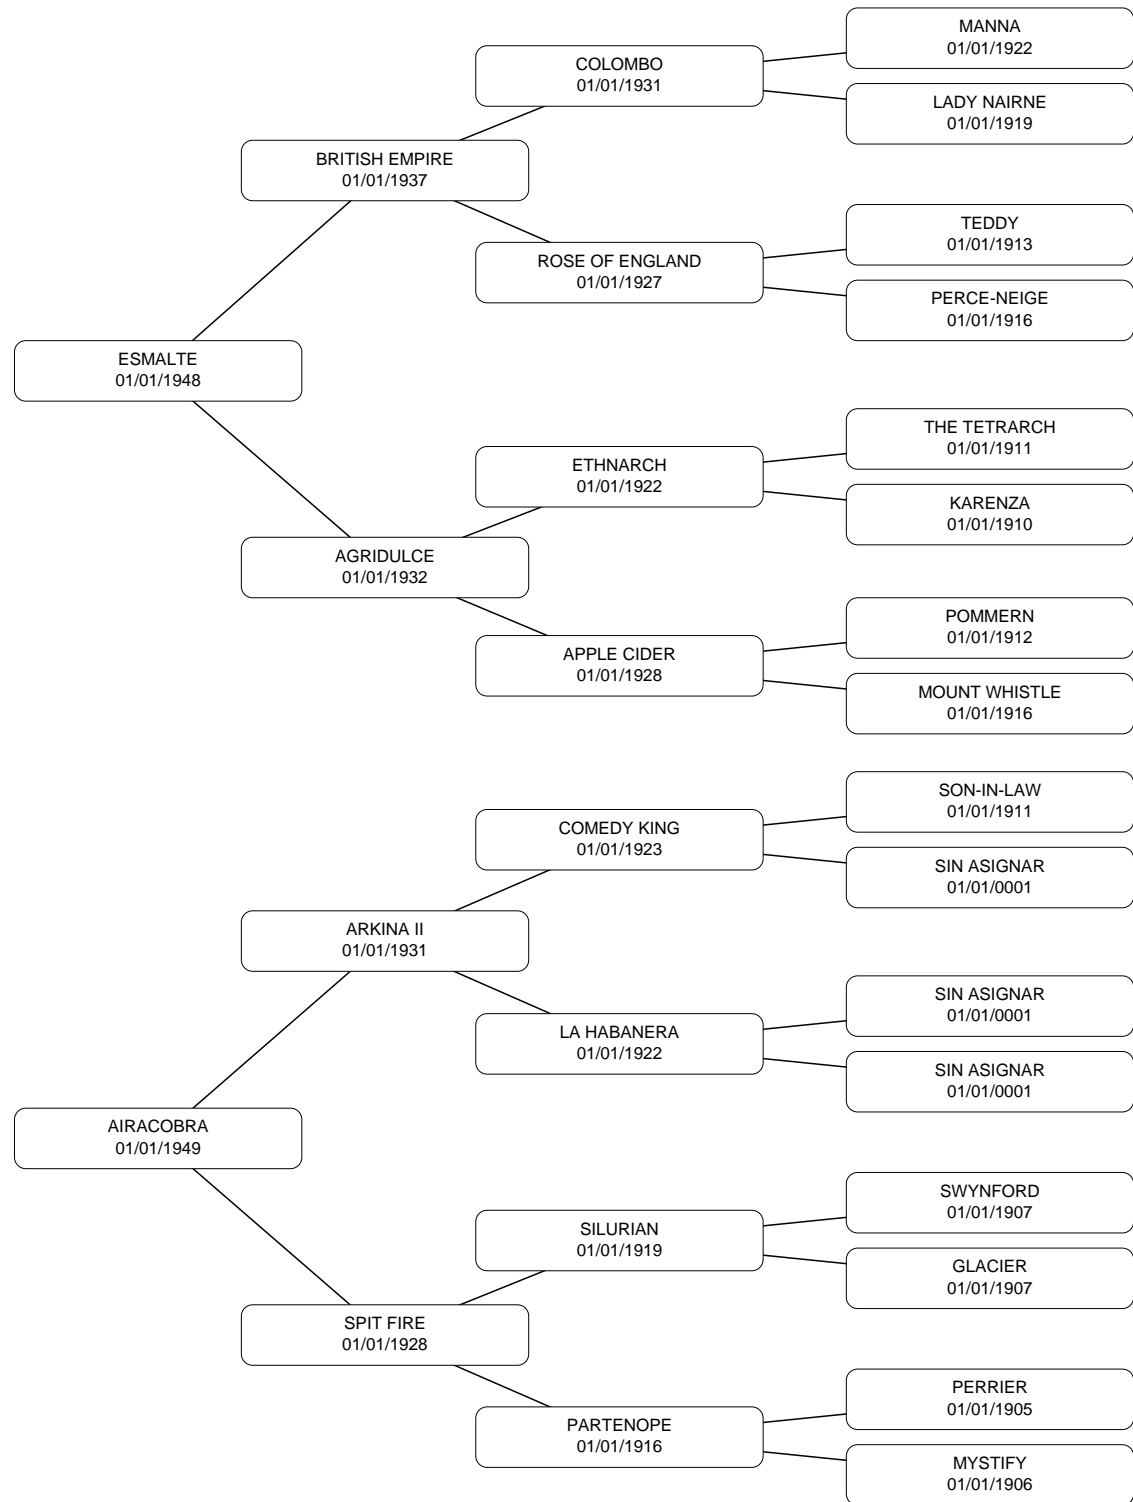 MANNA
01/01/1922
COLOMBO
01/01/1931
LADY NAIRNE
01/01/1919
BRITISH EMPIRE
01/01/1937
TEDDY
01/01/1913
ROSE OF ENGLAND
01/01/1927
PERCE-NEIGE
01/01/1916
ESMALTE
01/01/1948
THE TETRARCH
01/01/1911
ETHNARCH
01/01/1922
KARENZA
01/01/1910
AGRIDULCE
01/01/1932
POMMERN
01/01/1912
APPLE CIDER
01/01/1928
MOUNT WHISTLE
01/01/1916
SON-IN-LAW
01/01/1911
COMEDY KING
01/01/1923
SIN ASIGNAR
01/01/0001
ARKINA II
01/01/1931
SIN ASIGNAR
01/01/0001
LA HABANERA
01/01/1922
SIN ASIGNAR
01/01/0001
AIRACOBRA
01/01/1949
SWYNFORD
01/01/1907
SILURIAN
01/01/1919
GLACIER
01/01/1907
SPIT FIRE
01/01/1928
PERRIER
01/01/1905
PARTENOPE
01/01/1916
MYSTIFY
01/01/1906